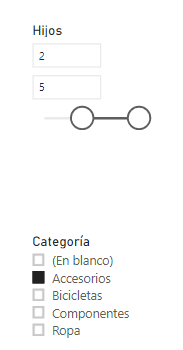 Hijos
2
5
Categoría
(En blanco)
Accesorios
Bicicletas
Componentes
Ropa